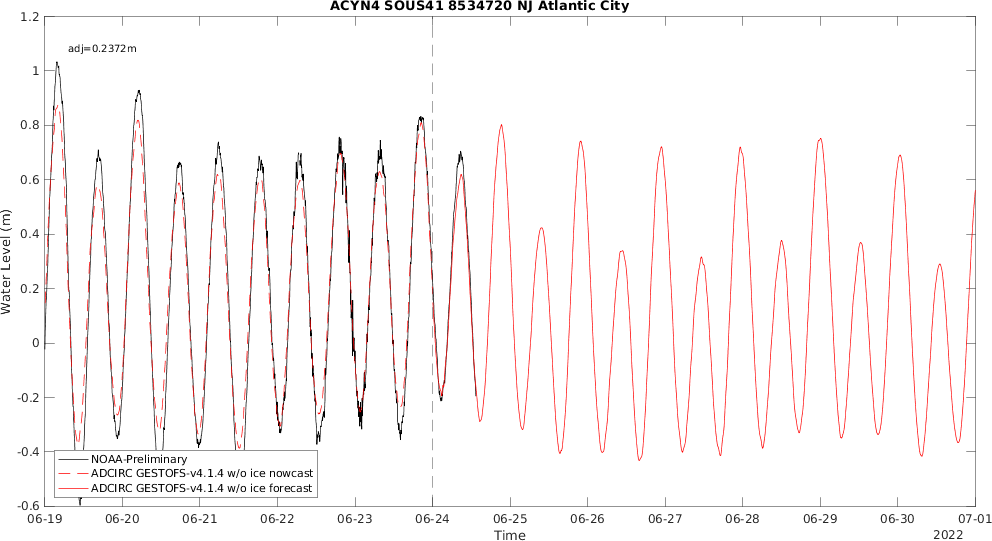 ACYN4 SOUS41 8534720 NJ Atlantic City
adj=0.2372m
1.2
1
0.8
0.6
0.4
0.2
0
-0.2
-0.4
-0.6
Water Level (m)
NOAA-Preliminary
ADCIRC GESTOFS-v4.1.4 w/o ice nowcast
ADCIRC GESTOFS-v4.1.4 w/o ice forecast
06-19 06-20 06-21 06-22 06-23 06-24 06-25 06-26 06-27 06-28 06-29 06-30 07-01
Time
2022